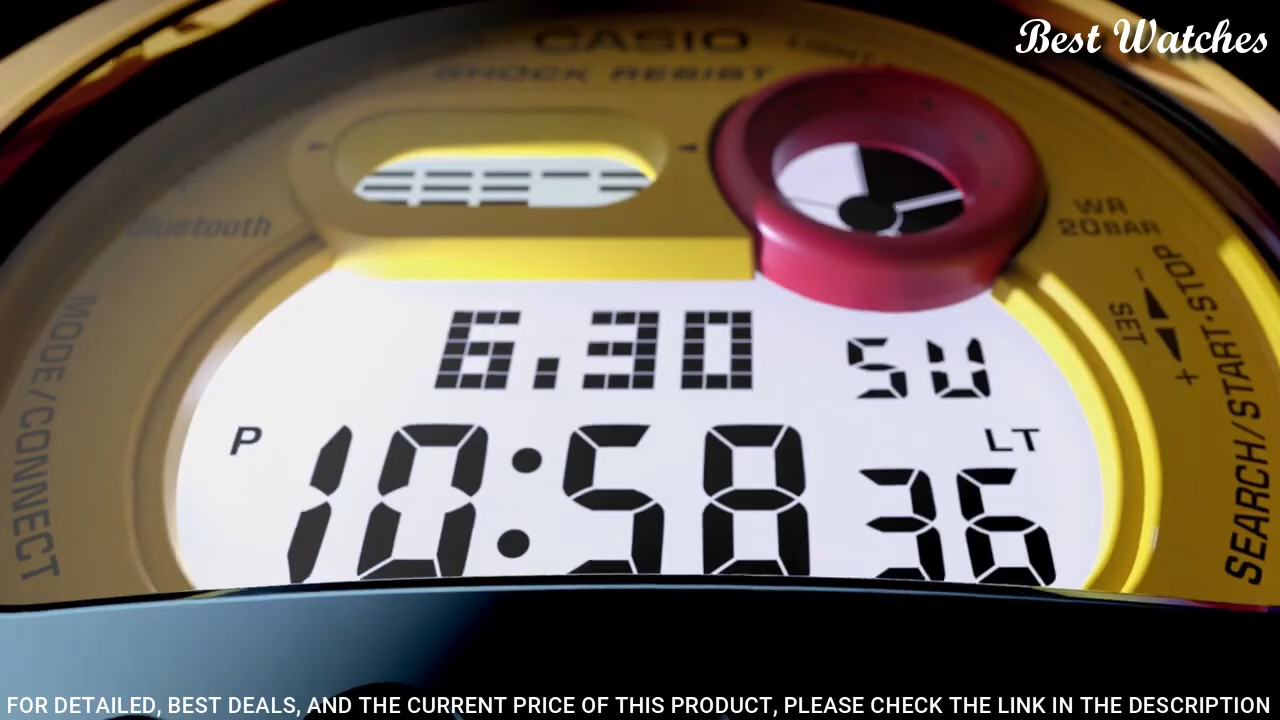 Best Watches
CASIO
SHOCK RESIST
Bluetooth
WR
20BAR
MODE/CONNECT
SET
- +
SEARCH/START•STOP
6.30 SU
P LT
10:58 36
FOR DETAILED, BEST DEALS, AND THE CURRENT PRICE OF THIS PRODUCT, PLEASE CHECK THE LINK IN THE DESCRIPTION